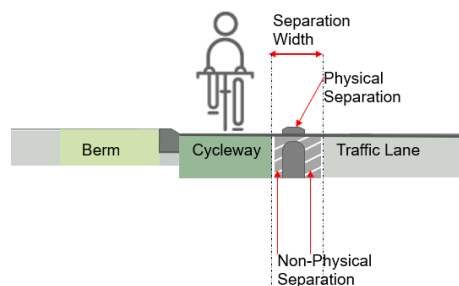 Separation
Width
Physical
Separation
Berm
Cycleway
Traffic Lane
Non-Physical
Separation